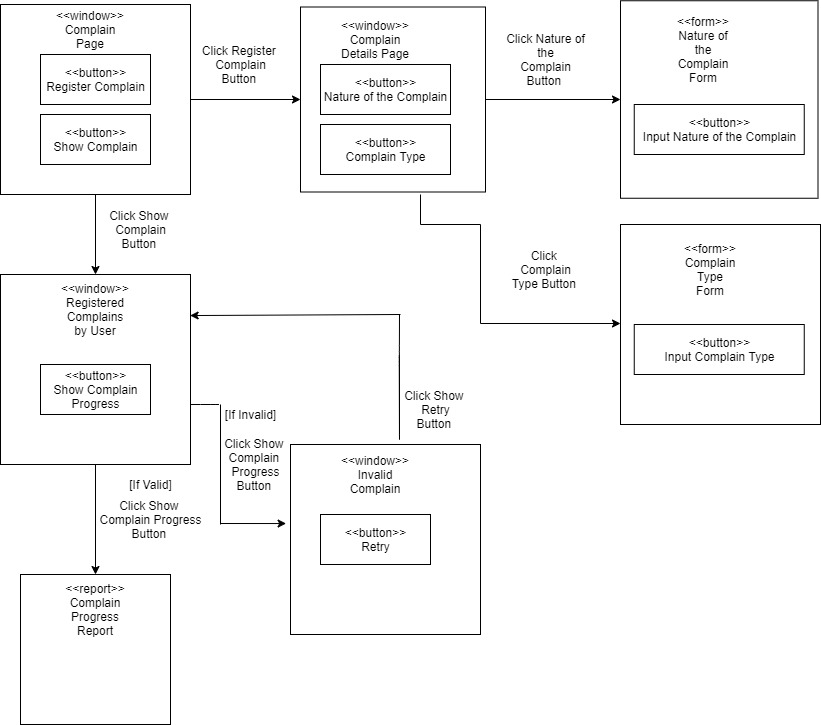 <<window>>
Complain
Page
<<button>>
Register Complain
<<button>>
Show Complain
Click Register
Complain
Button
<<window>>
Complain
Details Page
<<button>>
Nature of the Complain
<<button>>
Complain Type
Click Nature of
the
Complain
Button
<<form>>
Nature of
the
Complain
Form
<<button>>
Input Nature of the Complain
Click Show
Complain
Button
Click
Complain
Type Button
<<form>>
Complain
Type
Form
<<button>>
Input Complain Type
<<window>>
Registered
Complains
by User
<<button>>
Show Complain
Progress
[If Invalid]
Click Show
Complain
Progress
Button
Click Show
Retry
Button
<<window>>
Invalid
Complain
<<button>>
Retry
[If Valid]
Click Show
Complain Progress
Button
<<report>>
Complain
Progress
Report